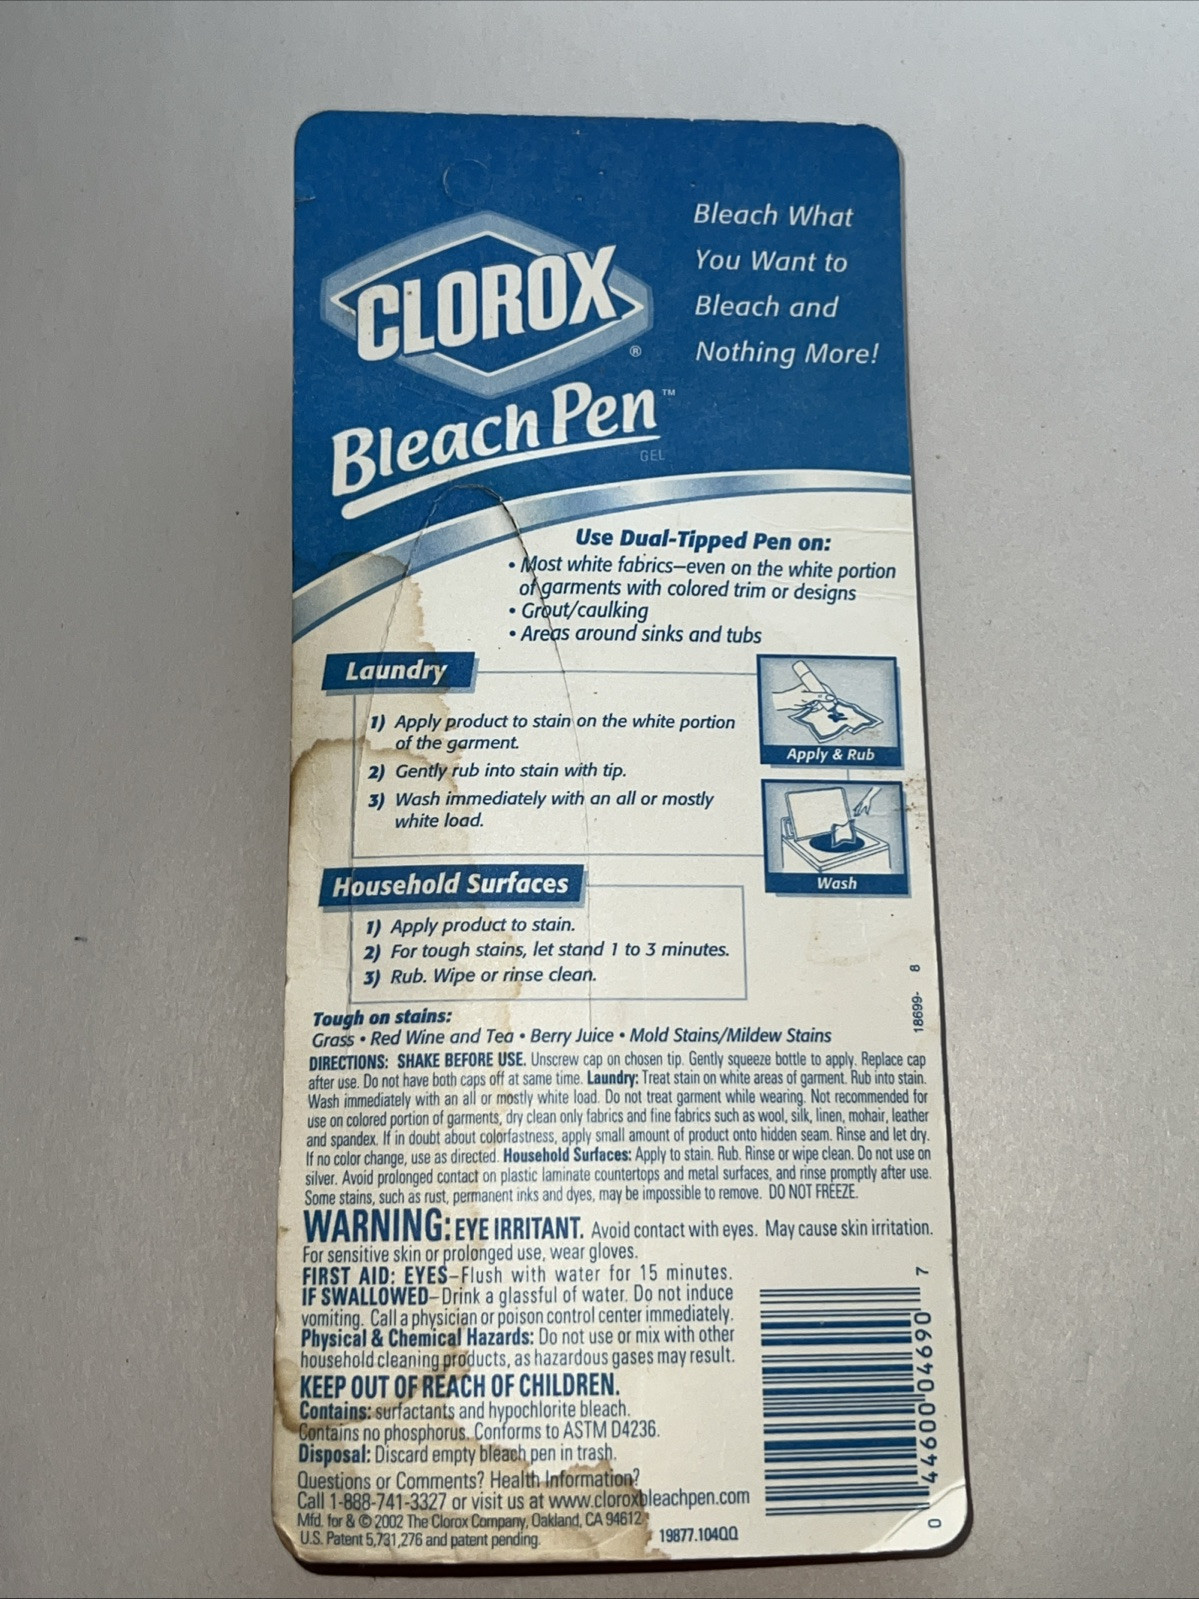 CLOROX
®
Bleach Pen™
GEL
Bleach What
You Want to
Bleach and
Nothing More!
Use Dual-Tipped Pen on:
• Most white fabrics—even on the white portion
of garments with colored trim or designs
• Grout/caulking
• Areas around sinks and tubs
Laundry
1) Apply product to stain on the white portion
of the garment.
2) Gently rub into stain with tip.
3) Wash immediately with an all or mostly
white load.
Apply & Rub
Wash
Household Surfaces
1) Apply product to stain.
2) For tough stains, let stand 1 to 3 minutes.
3) Rub. Wipe or rinse clean.
18699- 8
Tough on stains:
Grass • Red Wine and Tea • Berry Juice • Mold Stains/Mildew Stains
DIRECTIONS: SHAKE BEFORE USE. Unscrew cap on chosen tip. Gently squeeze bottle to apply. Replace cap
after use. Do not have both caps off at same time. Laundry: Treat stain on white areas of garment. Rub into stain.
Wash immediately with an all or mostly white load. Do not treat garment while wearing. Not recommended for
use on colored portion of garments, dry clean only fabrics and fine fabrics such as wool, silk, linen, mohair, leather
and spandex. If in doubt about colorfastness, apply small amount of product onto hidden seam. Rinse and let dry.
If no color change, use as directed. Household Surfaces: Apply to stain. Rub. Rinse or wipe clean. Do not use on
silver. Avoid prolonged contact on plastic laminate countertops and metal surfaces, and rinse promptly after use.
Some stains, such as rust, permanent inks and dyes, may be impossible to remove. DO NOT FREEZE.
WARNING: EYE IRRITANT. Avoid contact with eyes. May cause skin irritation.
For sensitive skin or prolonged use, wear gloves.
FIRST AID: EYES—Flush with water for 15 minutes.
IF SWALLOWED—Drink a glassful of water. Do not induce
vomiting. Call a physician or poison control center immediately.
Physical & Chemical Hazards: Do not use or mix with other
household cleaning products, as hazardous gases may result.
KEEP OUT OF REACH OF CHILDREN.
Contains: surfactants and hypochlorite bleach.
Contains no phosphorus. Conforms to ASTM D4236.
Disposal: Discard empty bleach pen in trash.
Questions or Comments? Health Information?
Call 1-888-741-3327 or visit us at www.cloroxbleachpen.com
Mfd. for & © 2002 The Clorox Company, Oakland, CA 94612
U.S. Patent 5,731,276 and patent pending.
19877.104QQ
0 44600 04690 7